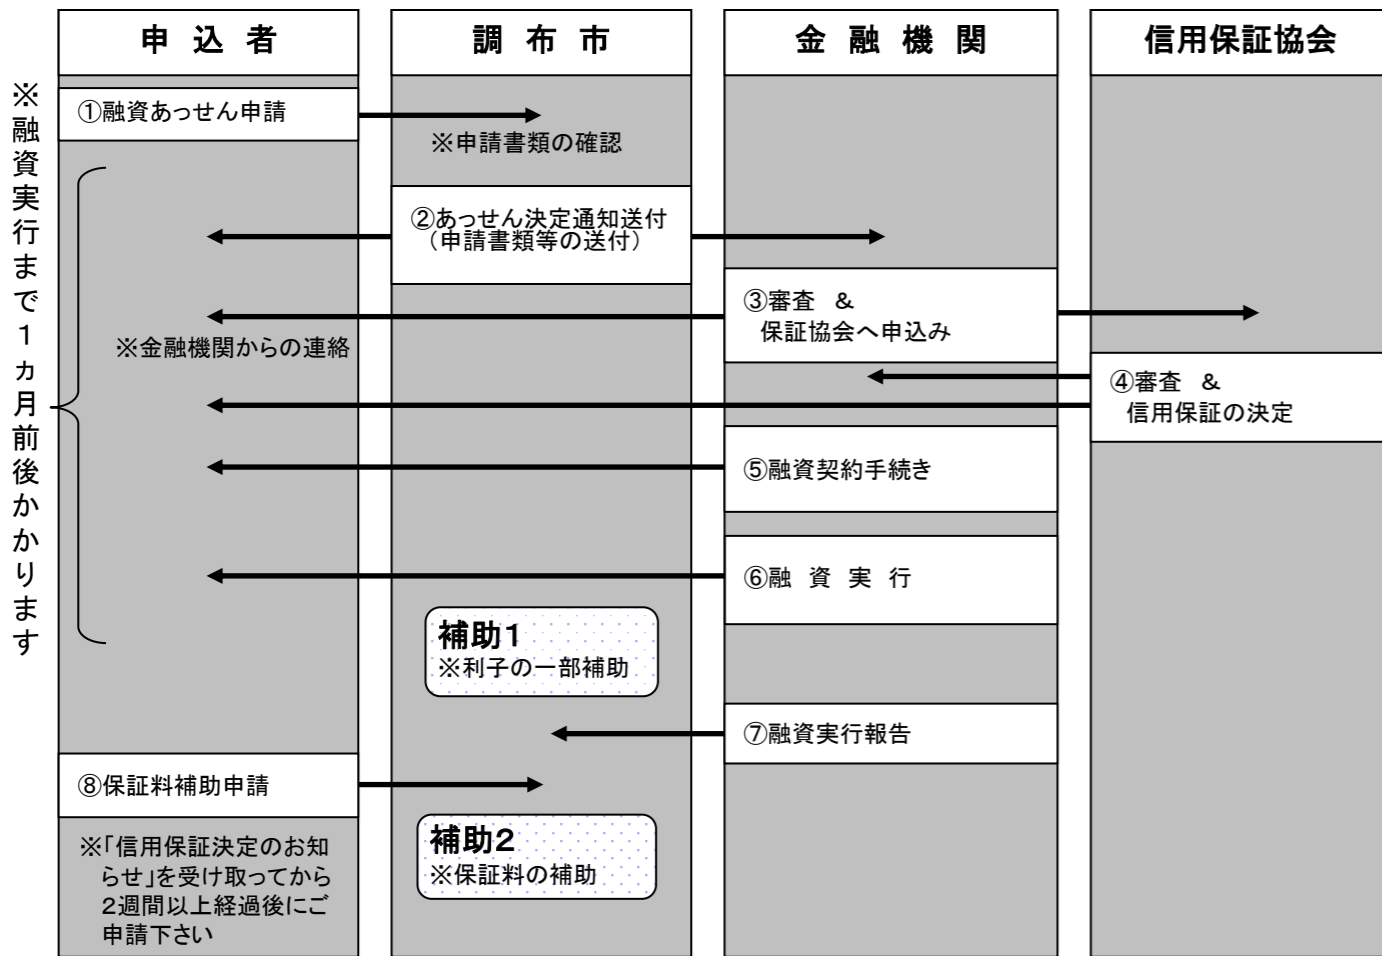 申込者
調布市
金融機関
信用保証協会
※融資実行まで１ヵ月前後かかります
①融資あっせん申請
※申請書類の確認
②あっせん決定通知送付
（申請書類等の送付）
③審査　＆
保証協会へ申込み
※金融機関からの連絡
④審査　＆
信用保証の決定
⑤融資契約手続き
⑥融資実行
補助1
※利子の一部補助
⑦融資実行報告
⑧保証料補助申請
補助2
※保証料の補助
※「信用保証決定のお知
らせ」を受け取ってから
２週間以上経過後にご
申請下さい